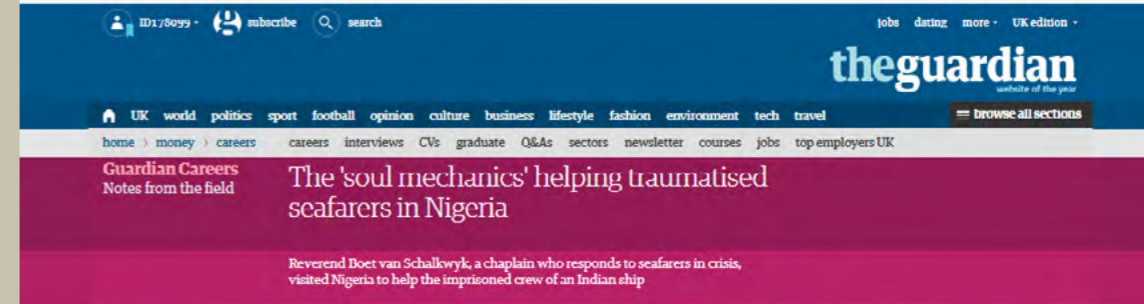 ID178099 subscribe search jobs dating more UK edition
theguardian
website of the year
UK world politics sport football opinion culture business lifestyle fashion environment tech travel browse all sections
home > money > careers careers interviews CVs graduate Q&As sectors newsletter courses jobs top employers UK
Guardian Careers
Notes from the field
The 'soul mechanics' helping traumatised
seafarers in Nigeria
Reverend Boet van Schalkwyk, a chaplain who responds to seafarers in crisis,
visited Nigeria to help the imprisoned crew of an Indian ship